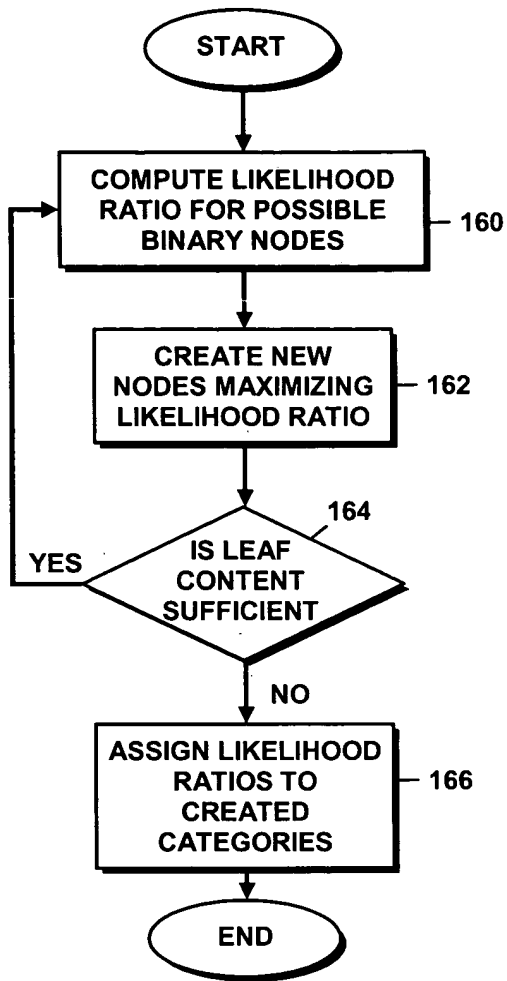 START
COMPUTE LIKELIHOOD
RATIO FOR POSSIBLE
BINARY NODES
160
CREATE NEW
NODES MAXIMIZING
LIKELIHOOD RATIO
162
164
YES
IS LEAF
CONTENT
SUFFICIENT
NO
ASSIGN LIKELIHOOD
RATIOS TO
CREATED
CATEGORIES
166
END